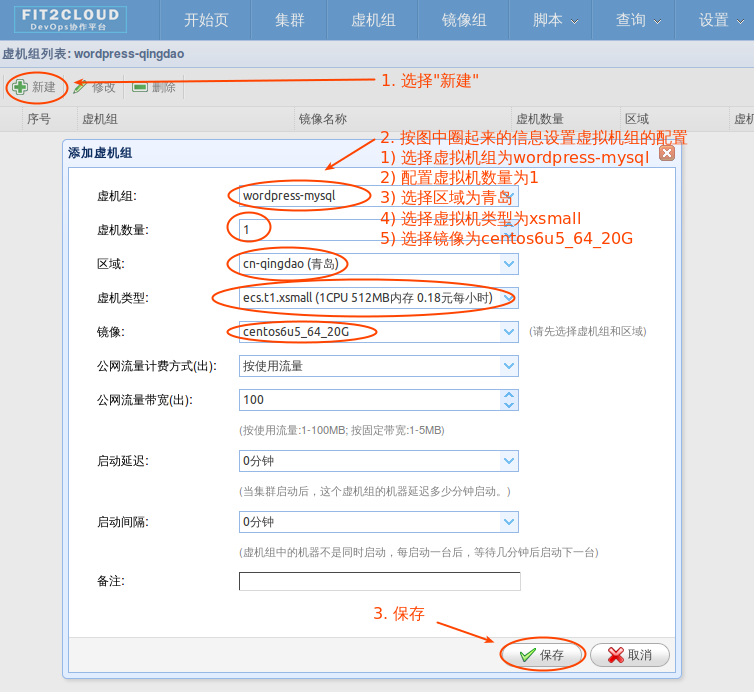 FIT2CLOUD
DevOps协作平台
开始页 集群 虚机组 镜像组 脚本 查询 设置
虚机组列表: wordpress-qingdao
新建 修改 删除
1. 选择"新建"
序号 虚机组 镜像名称 虚机数量 区域 虚机
2. 按图中圈起来的信息设置虚拟机组的配置
添加虚机组
1) 选择虚拟机组为wordpress-mysql
2) 配置虚拟机数量为1
3) 选择区域为青岛
4) 选择虚拟机类型为xsmall
5) 选择镜像为centos6u5_64_20G
虚机组: wordpress-mysql
虚机数量: 1
区域: cn-qingdao (青岛)
虚机类型: ecs.t1.xsmall (1CPU 512MB内存 0.18元每小时)
镜像: centos6u5_64_20G (请先选择虚机组和区域)
公网流量计费方式(出): 按使用流量
公网流量带宽(出): 100
(按使用流量:1-100MB; 按固定带宽:1-5MB)
启动延迟: 0分钟
(当集群启动后，这个虚机组的机器延迟多少分钟启动。)
启动间隔: 0分钟
(虚机组中的机器不是同时启动，每启动一台后，等待几分钟后启动下一台)
备注:
3. 保存
保存 取消